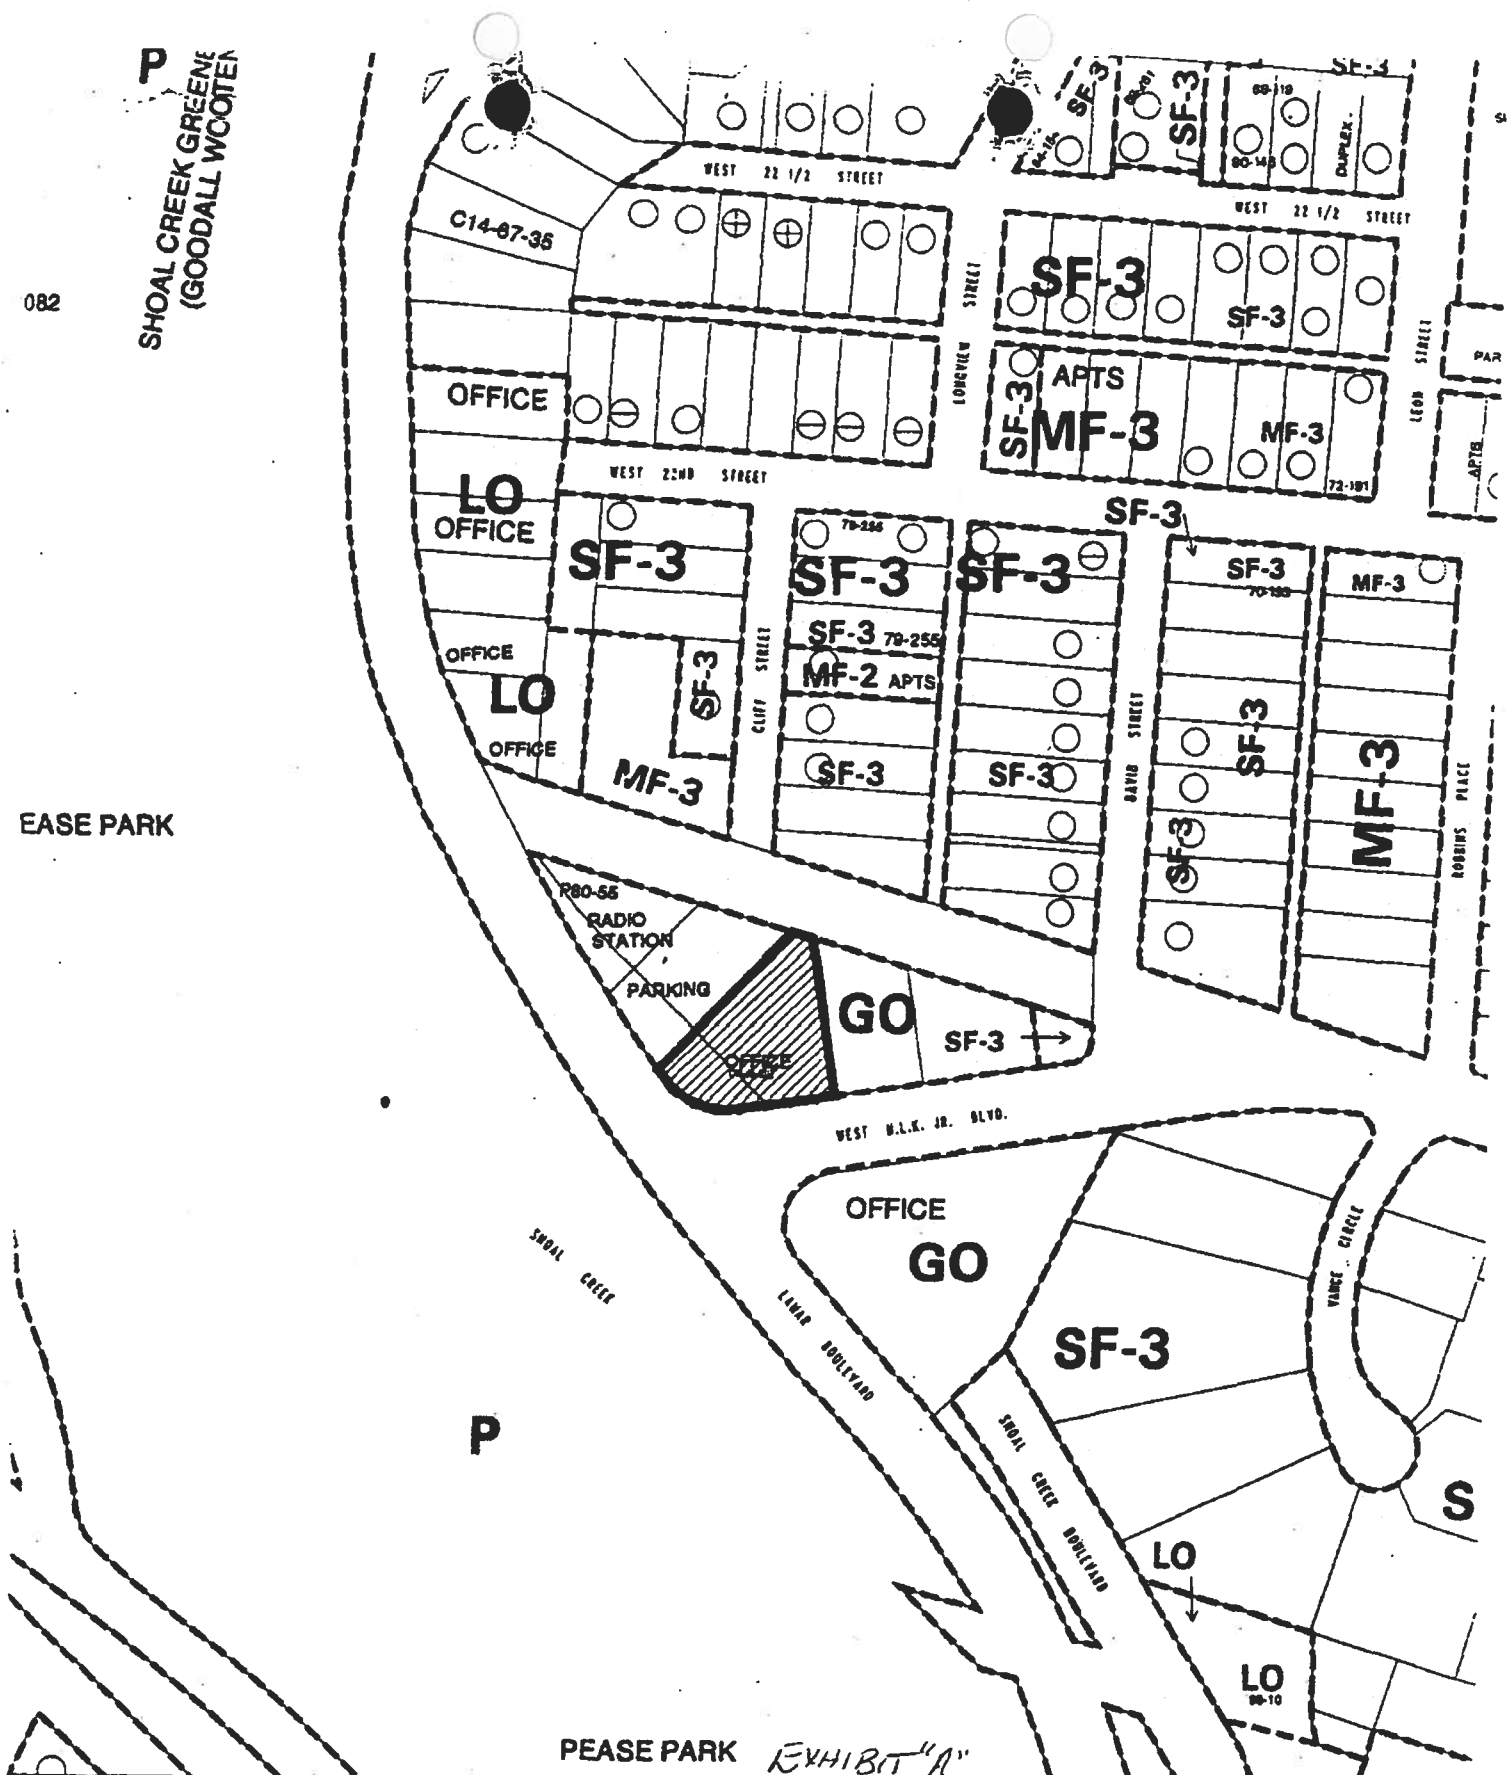 P
SHOAL CREEK GREENE
(GOODALL WOOTEN
082
SF-3
SF-3
SF-3
DUPLEX.
WEST 22 1/2 STREET
WEST 22 1/2 STREET
C14-67-35
STREET
LONGVIEW
SF-3
SF-3
STREET
LEON
PAR
OFFICE
SF-3
APTS
MF-3
MF-3
72-191
APTS
WEST 22ND STREET
LO
OFFICE
SF-3
SF-3
79-255
SF-3
SF-3
SF-3
70-133
MF-3
SF-3 79-255
MF-2 APTS
OFFICE
LO
OFFICE
SF-3
MF-3
CLIFF STREET
SF-3
SF-3
DAVID STREET
SF-3
SF-3
MF-3
ROBBINS PLACE
EASE PARK
P80-55
RADIO
STATION
PARKING
OFFICE
GO
SF-3
WEST M.L.K. JR. BLVD.
OFFICE
GO
SHOAL CREEK
LAMAR BOULEVARD
VANCE CIRCLE
SF-3
P
SHOAL CREEK BOULEVARD
S
LO
LO
PEASE PARK
EXHIBIT "A"